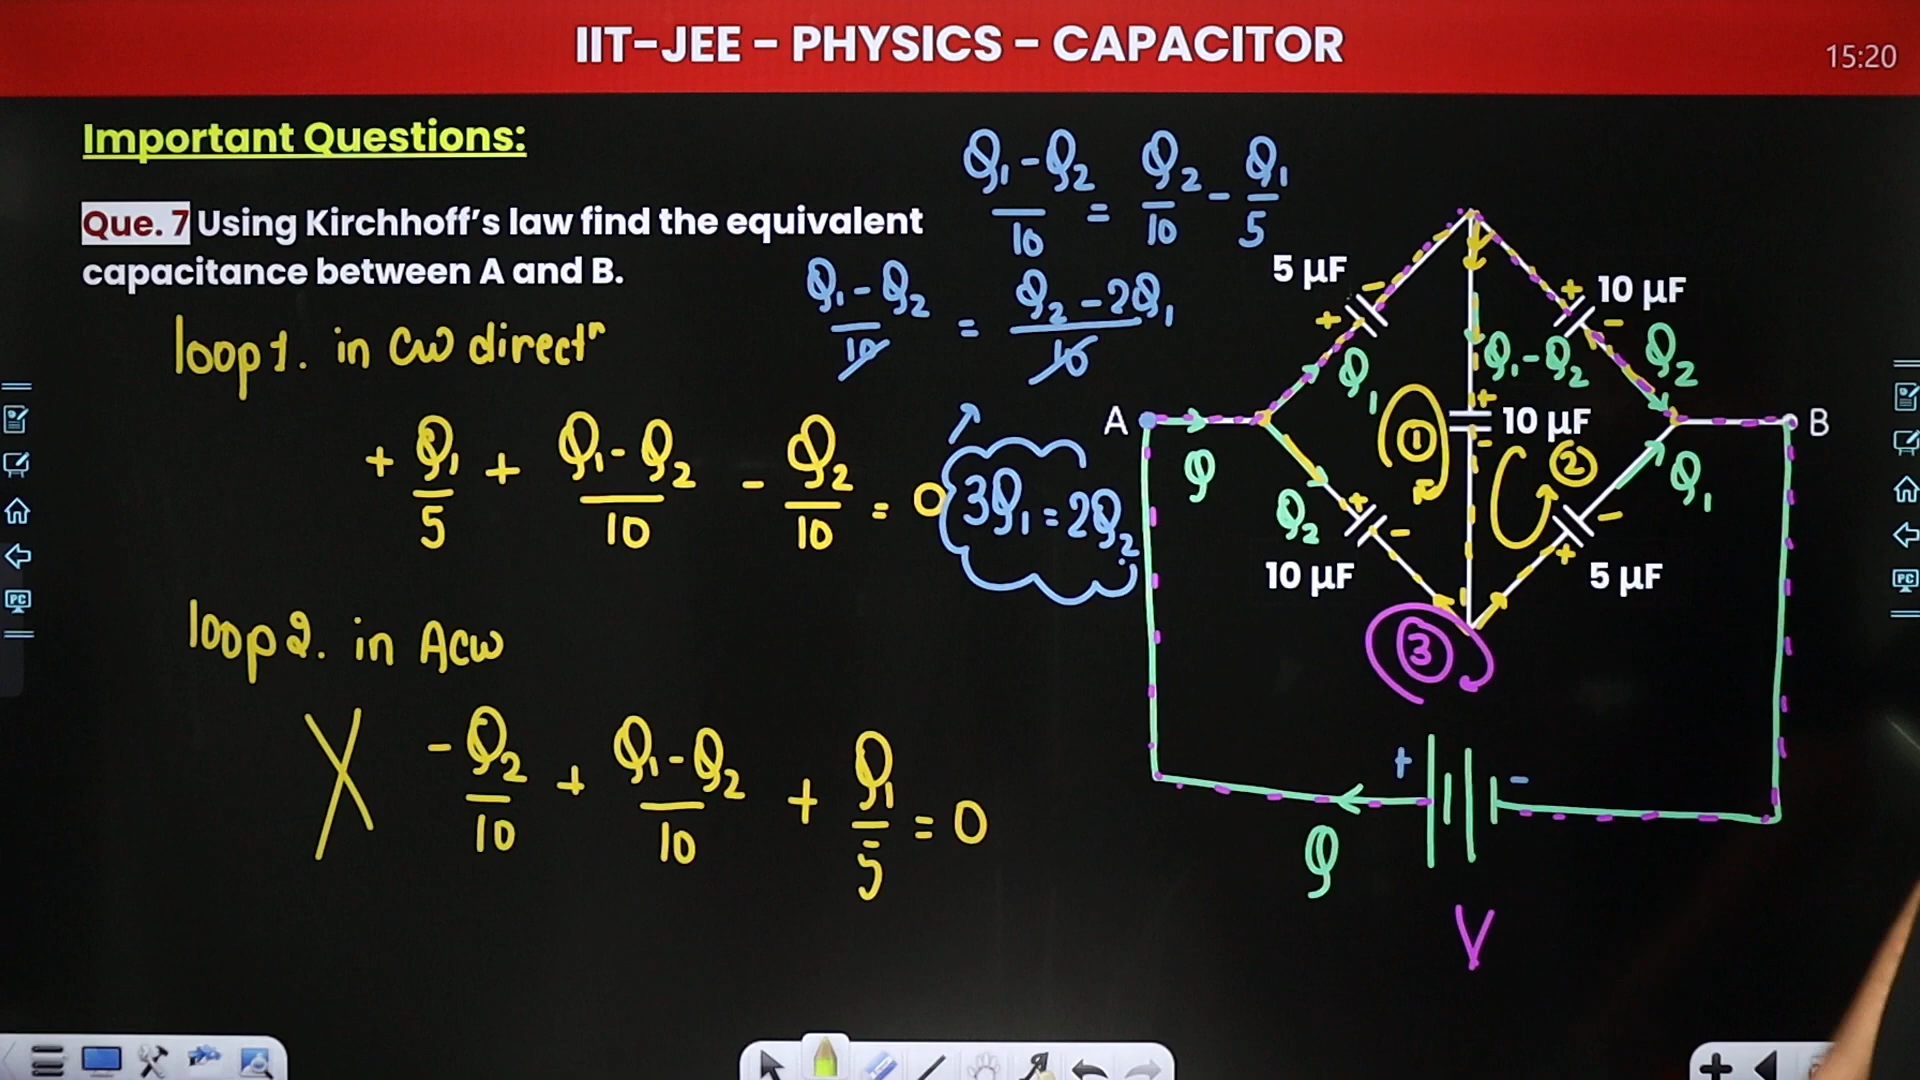 IIT-JEE - PHYSICS - CAPACITOR
15:20
Important Questions:
Que. 7 Using Kirchhoff's law find the equivalent
capacitance between A and B.
loop 1. in CW directⁿ
+ Q₁/5 + (Q₁ - Q₂)/10 - Q₂/10 = 0
loop 2. in ACW
X - Q₂/10 + (Q₁ - Q₂)/10 + Q₁/5 = 0
(Q₁ - Q₂)/10 = Q₂/10 - Q₁/5
(Q₁ - Q₂)/10 = (Q₂ - 2Q₁)/10
3Q₁ = 2Q₂
5 μF
+ -
Q₁
10 μF
+ -
Q₂
Q₁ - Q₂
+ -
10 μF
A
Q
B
1
2
Q₂
+ -
10 μF
Q₁
+ -
5 μF
3
+ -
Q
V
PC
PC